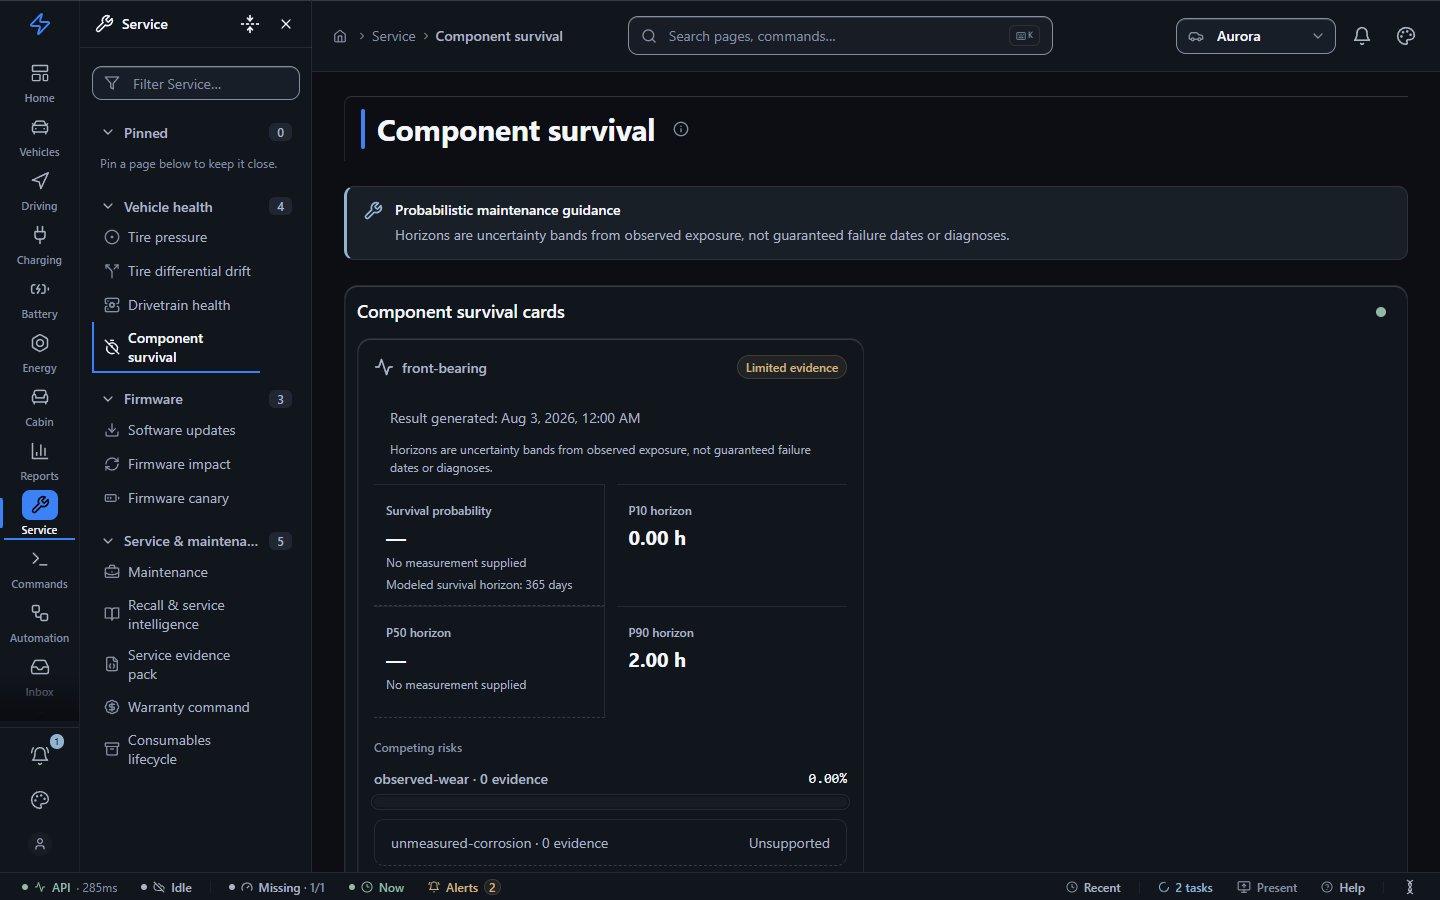 Service
Service
Component survival
Search pages, commands...
K
Aurora
Home
Vehicles
Driving
Charging
Battery
Energy
Cabin
Reports
Service
Commands
Automation
Inbox
1
Filter Service...
Pinned
0
Pin a page below to keep it close.
Vehicle health
4
Tire pressure
Tire differential drift
Drivetrain health
Component
survival
Firmware
3
Software updates
Firmware impact
Firmware canary
Service & maintena...
5
Maintenance
Recall & service
intelligence
Service evidence
pack
Warranty command
Consumables
lifecycle
Component survival
Probabilistic maintenance guidance
Horizons are uncertainty bands from observed exposure, not guaranteed failure dates or diagnoses.
Component survival cards
front-bearing
Limited evidence
Result generated: Aug 3, 2026, 12:00 AM
Horizons are uncertainty bands from observed exposure, not guaranteed failure
dates or diagnoses.
Survival probability
—
No measurement supplied
Modeled survival horizon: 365 days
P10 horizon
0.00 h
P50 horizon
—
No measurement supplied
P90 horizon
2.00 h
Competing risks
observed-wear · 0 evidence
0.00%
unmeasured-corrosion · 0 evidence
Unsupported
API · 285ms
Idle
Missing · 1/1
Now
Alerts 2
Recent
2 tasks
Present
Help